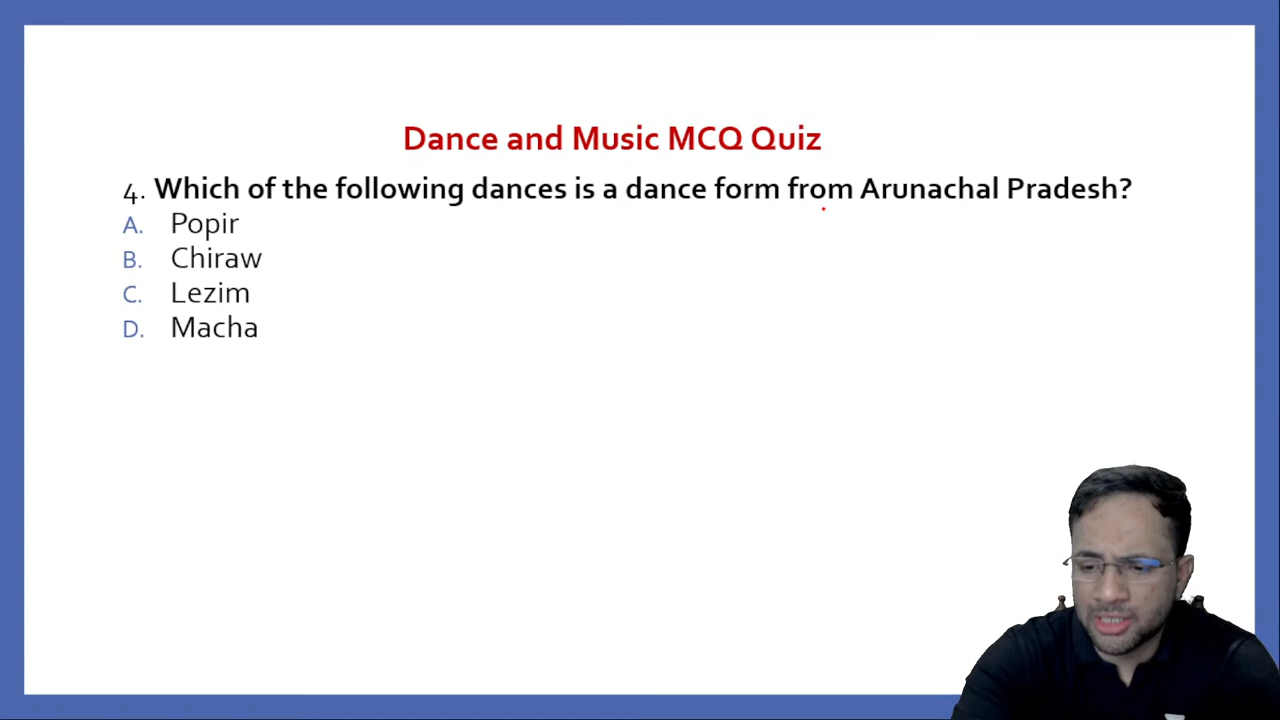 Dance and Music MCQ Quiz
4. Which of the following dances is a dance form from Arunachal Pradesh?
A. Popir
B. Chiraw
C. Lezim
D. Macha